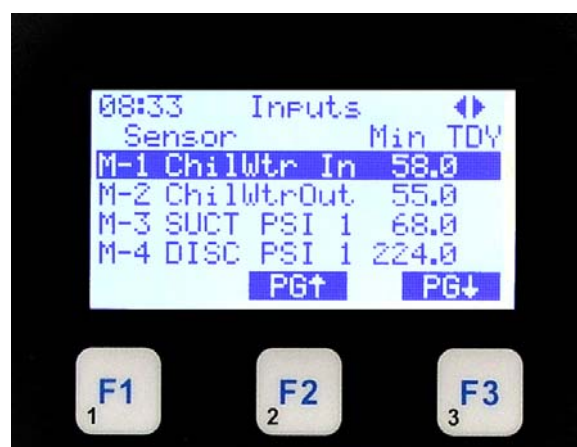 08:33 Inputs ◀▶
Sensor Min TDY
M-1 ChilWtr In 58.0
M-2 ChilWtrOut 55.0
M-3 SUCT PSI 1 68.0
M-4 DISC PSI 1 224.0
PG↑ PG↓
F1 F2 F3
1 2 3